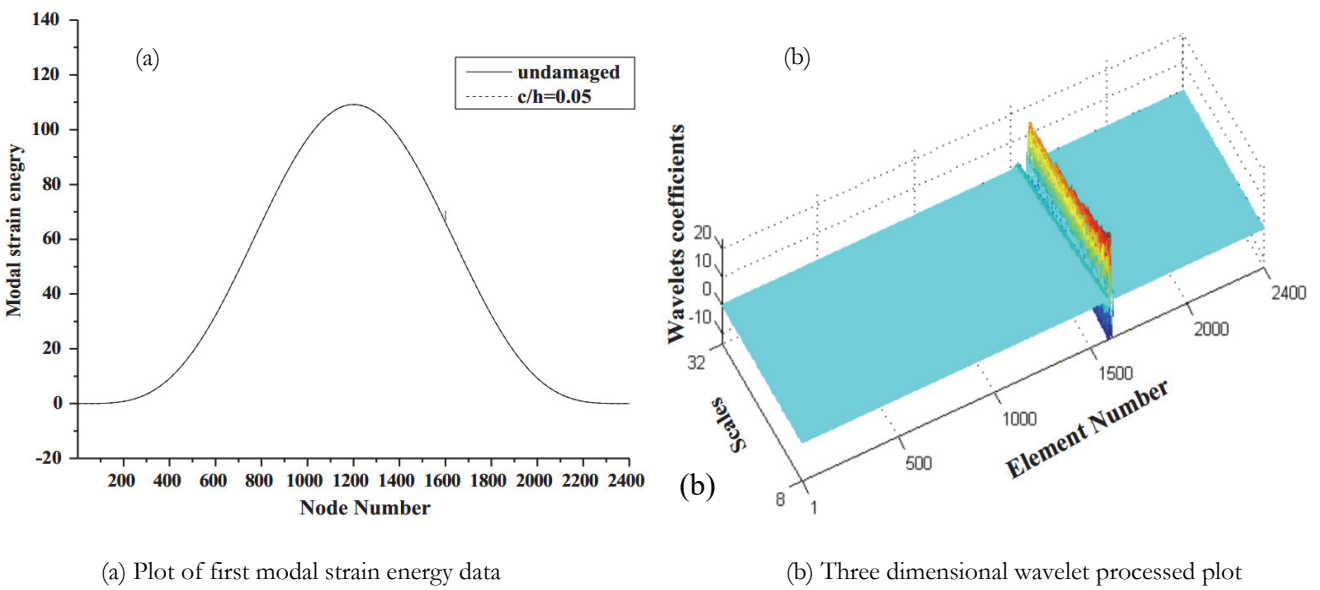 140
120
100
80
60
40
20
0
-20
(a)
undamaged
c/h=0.05
Modal strain enegry
200 400 600 800 1000 1200 1400 1600 1800 2000 2200 2400
Node Number
(b)
Wavelets coefficients
20
10
0
-10
32
Scales
8
1
500
1000
1500
2000
2400
Element Number
(b)
(a) Plot of first modal strain energy data
(b) Three dimensional wavelet processed plot